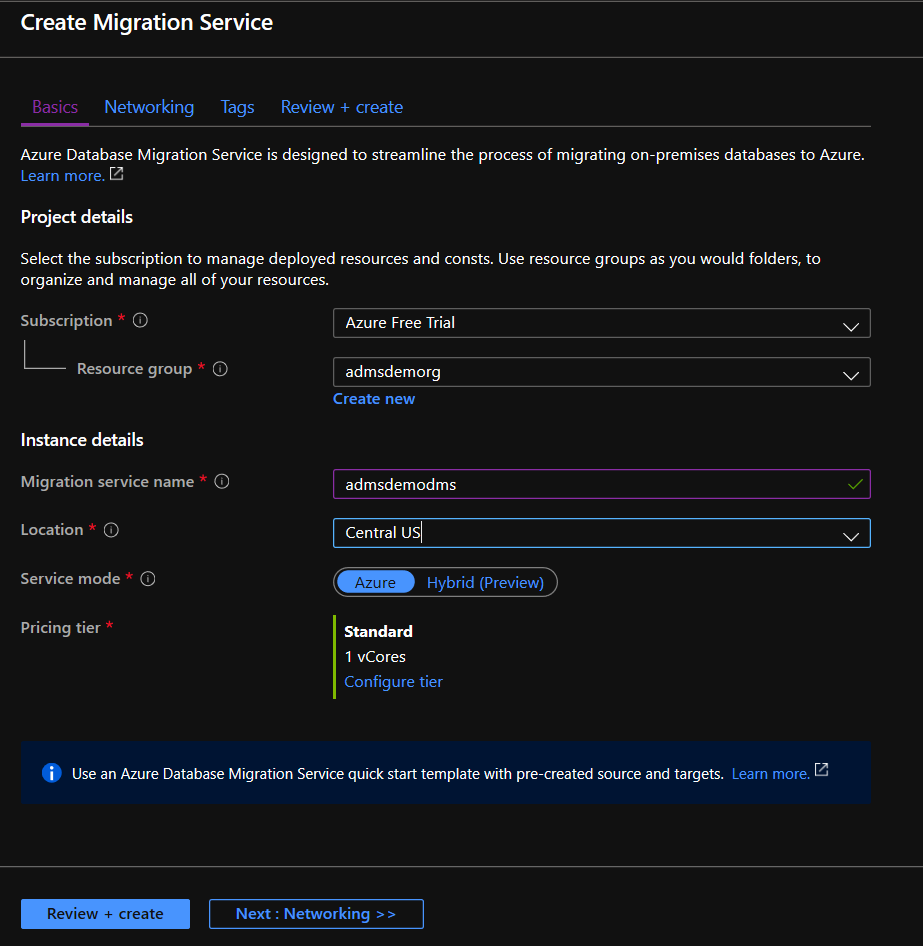 Create Migration Service
Basics Networking Tags Review + create
Azure Database Migration Service is designed to streamline the process of migrating on-premises databases to Azure.
Learn more.
Project details
Select the subscription to manage deployed resources and consts. Use resource groups as you would folders, to
organize and manage all of your resources.
Subscription * Azure Free Trial
Resource group * admsdemorg
Create new
Instance details
Migration service name * admsdemodms
Location * Central US
Service mode * Azure Hybrid (Preview)
Pricing tier * Standard
1 vCores
Configure tier
Use an Azure Database Migration Service quick start template with pre-created source and targets. Learn more.
Review + create Next : Networking >>